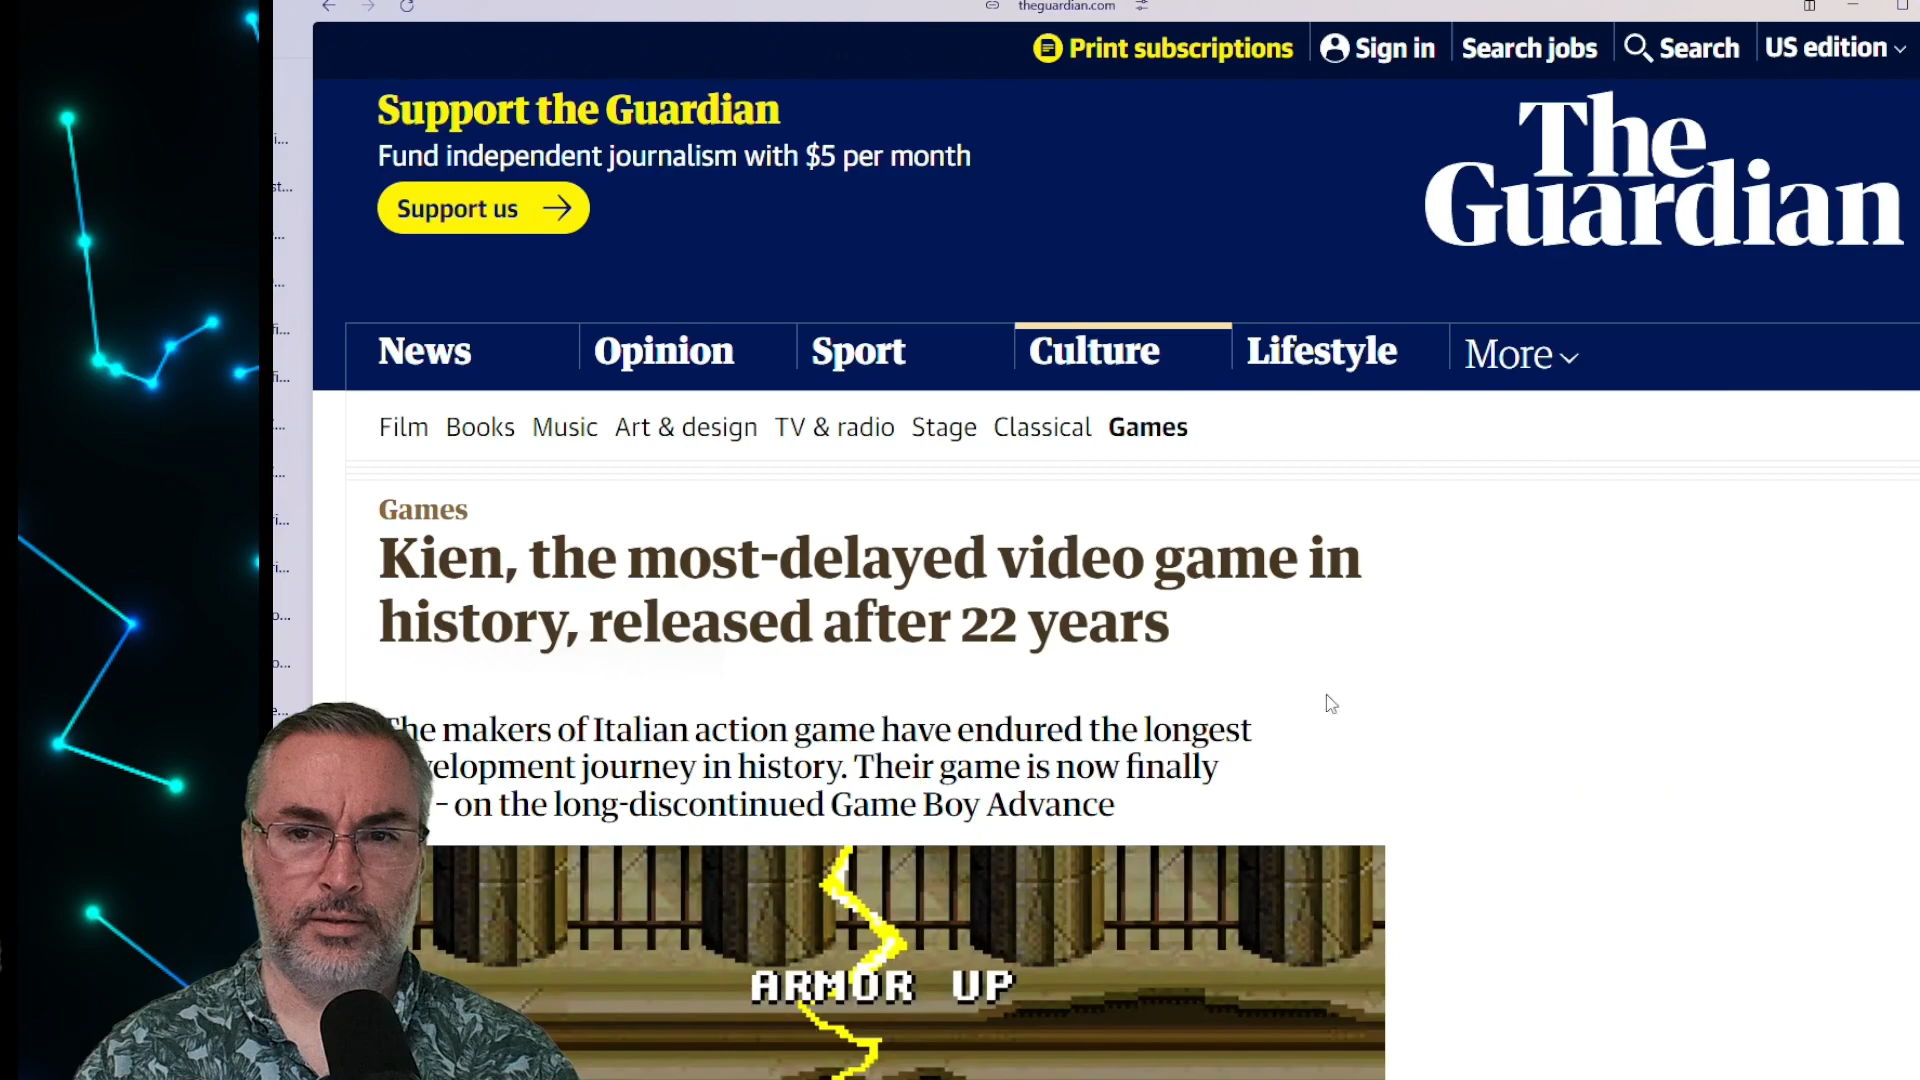 theguardian.com
Print subscriptions
Sign in
Search jobs
Search
US edition
Support the Guardian
Fund independent journalism with $5 per month
Support us
The
Guardian
News
Opinion
Sport
Culture
Lifestyle
More
Film
Books
Music
Art & design
TV & radio
Stage
Classical
Games
Games
Kien, the most-delayed video game in
history, released after 22 years
The makers of Italian action game have endured the longest
velopment journey in history. Their game is now finally
– on the long-discontinued Game Boy Advance
ARMOR UP